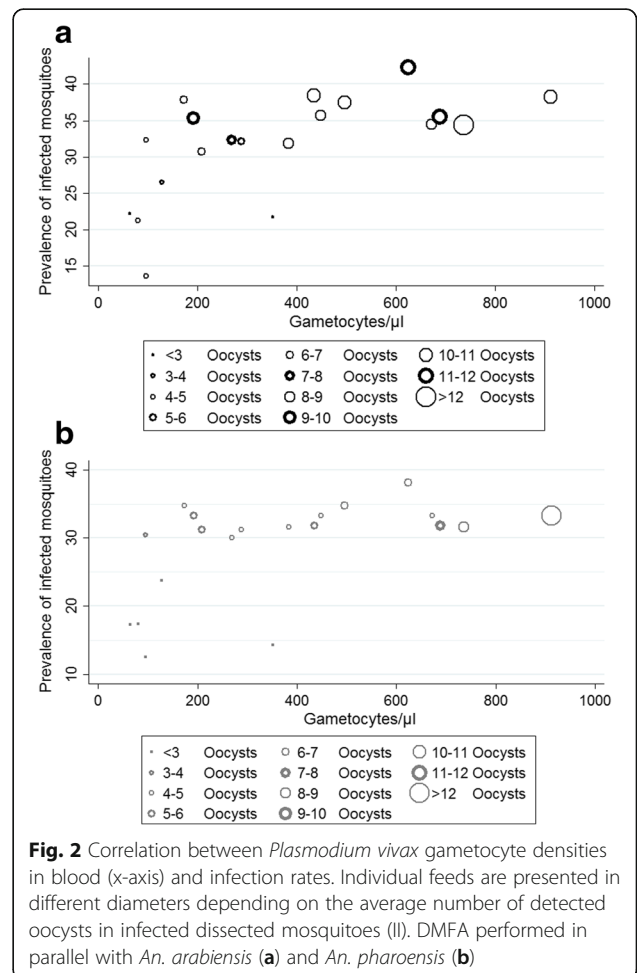 a
Prevalence of infected mosquitoes
40
35
30
25
20
15
0 200 400 600 800 1000
Gametocytes/µl
<3 Oocysts 6-7 Oocysts 10-11 Oocysts
3-4 Oocysts 7-8 Oocysts 11-12 Oocysts
4-5 Oocysts 8-9 Oocysts >12 Oocysts
5-6 Oocysts 9-10 Oocysts
b
Prevalence of infected mosquitoes
40
30
20
10
0 200 400 600 800 1000
Gametocytes/µl
<3 Oocysts 6-7 Oocysts 10-11 Oocysts
3-4 Oocysts 7-8 Oocysts 11-12 Oocysts
4-5 Oocysts 8-9 Oocysts >12 Oocysts
5-6 Oocysts 9-10 Oocysts
Fig. 2 Correlation between Plasmodium vivax gametocyte densities
in blood (x-axis) and infection rates. Individual feeds are presented in
different diameters depending on the average number of detected
oocysts in infected dissected mosquitoes (II). DMFA performed in
parallel with An. arabiensis (a) and An. pharoensis (b)